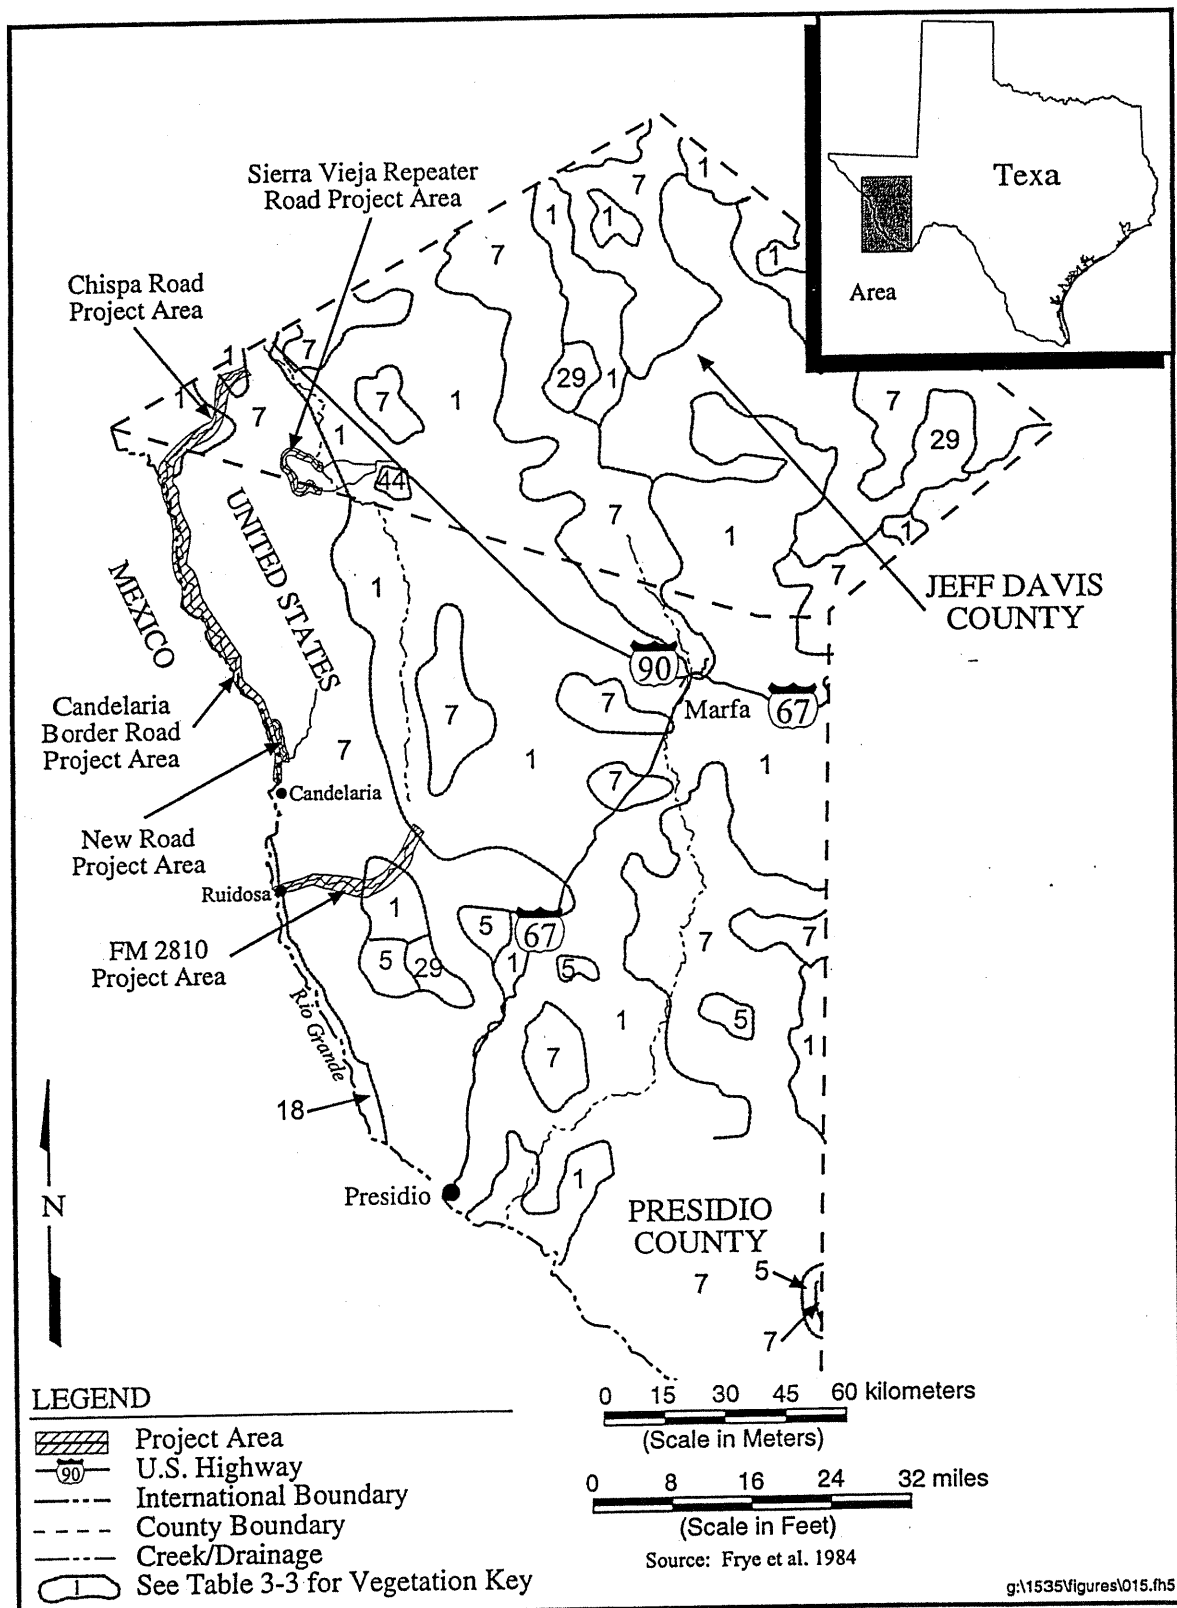 Texa
Area
Sierra Vieja Repeater
Road Project Area
Chispa Road
Project Area
1
7
1
7
1
1
1
7
1
7
1
7
7
1
1
29
1
7
29
44
7
1
1
7
UNITED STATES
MEXICO
JEFF DAVIS
COUNTY
1
90
7
7
Marfa
67
Candelaria
Border Road
Project Area
7
1
1
7
Candelaria
New Road
Project Area
Ruidosa
1
5
67
7
7
FM 2810
Project Area
5
29
1
5
Rio Grande
1
5
7
1
18
Presidio
1
N
PRESIDIO
COUNTY
7
5
7
LEGEND
Project Area
90
U.S. Highway
International Boundary
County Boundary
Creek/Drainage
1
See Table 3-3 for Vegetation Key
0 15 30 45 60 kilometers
(Scale in Meters)
0 8 16 24 32 miles
(Scale in Feet)
Source: Frye et al. 1984
g:\1535\figures\015.fh5